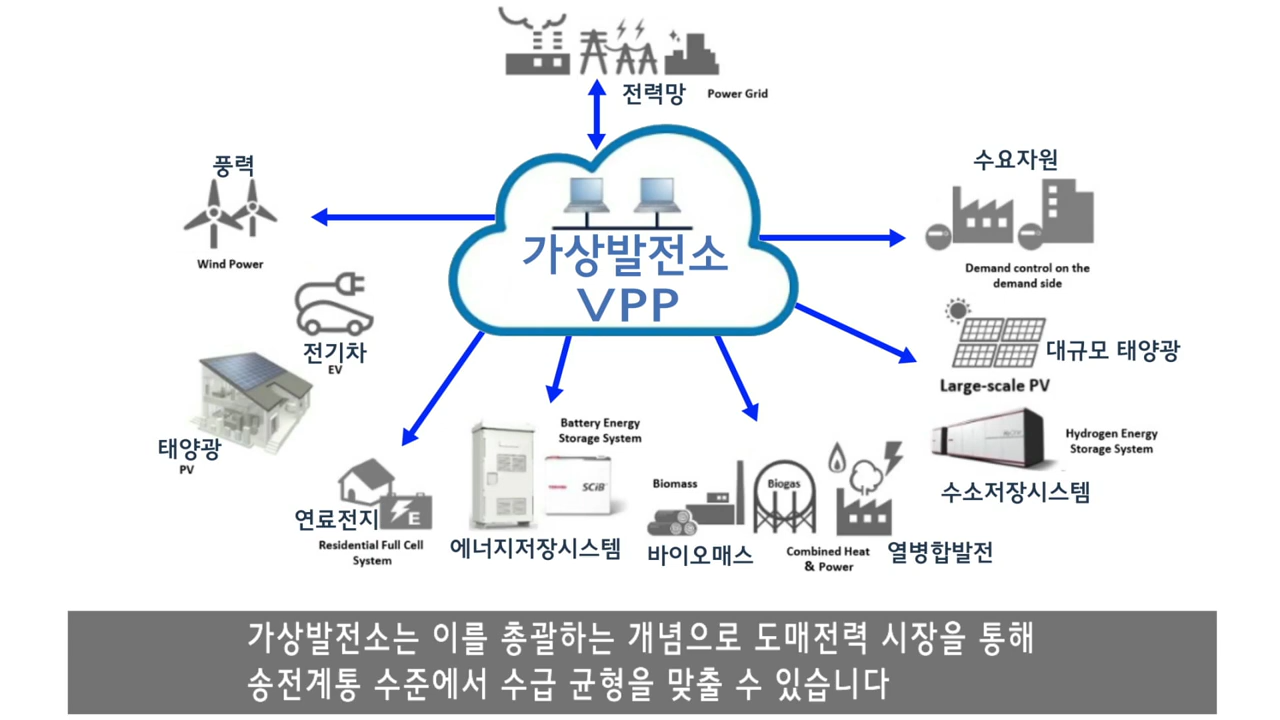 전력망 Power Grid
풍력
Wind Power
수요자원
Demand control on the
demand side
가상발전소
VPP
전기차
EV
대규모 태양광
Large-scale PV
태양광
PV
Battery Energy
Storage System
Hydrogen Energy
Storage System
수소저장시스템
연료전지
E
Residential Full Cell
System
TOSHIBA SCiB
에너지저장시스템
Biomass
Biogas
바이오매스
Combined Heat
& Power
열병합발전
가상발전소는 이를 총괄하는 개념으로 도매전력 시장을 통해
송전계통 수준에서 수급 균형을 맞출 수 있습니다